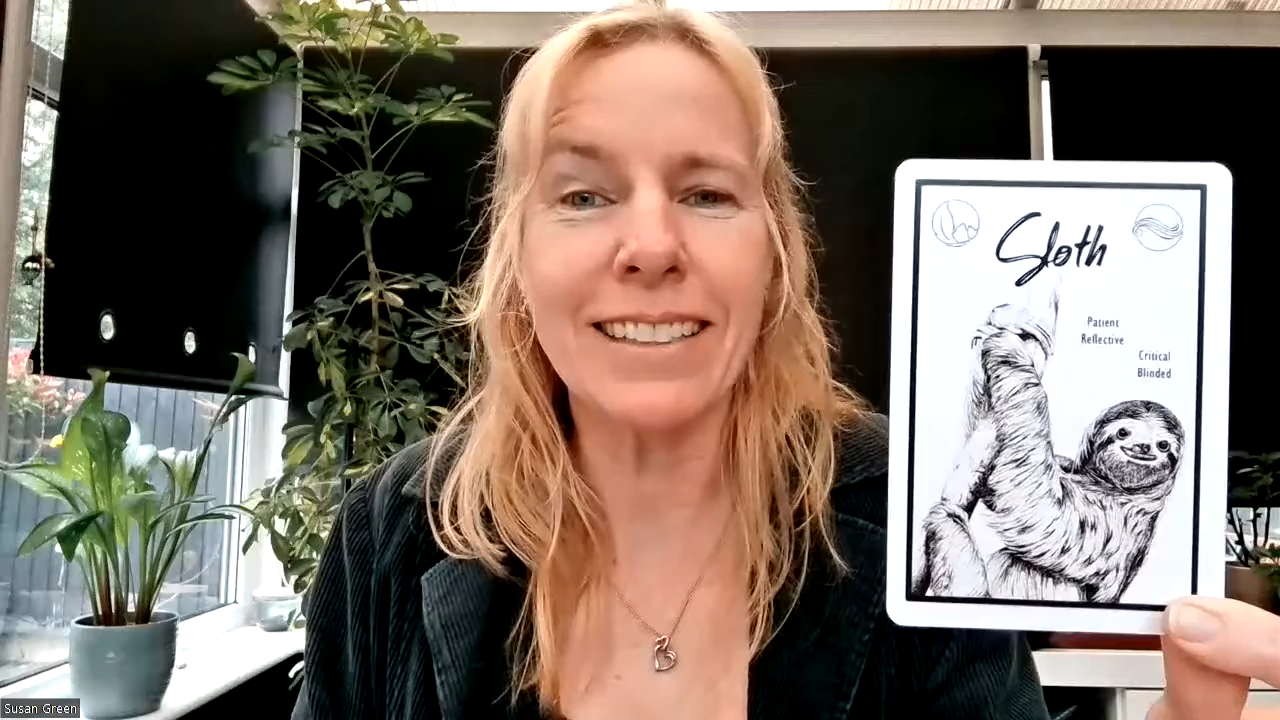 Sloth
Patient
Reflective
Critical
Blinded
Susan Green